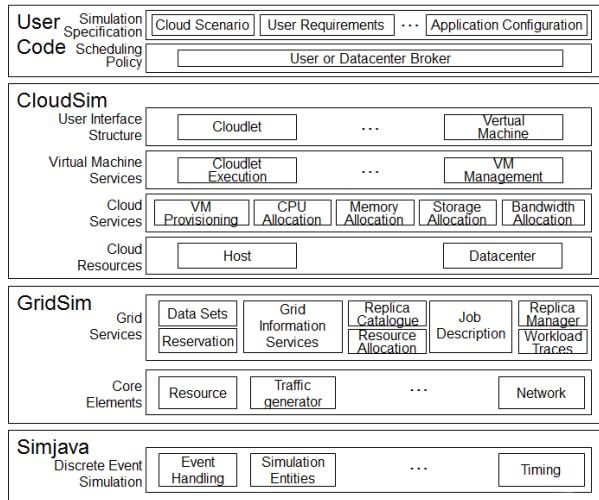 User Code
Simulation Specification
Cloud Scenario
User Requirements
...
Application Configuration
Scheduling Policy
User or Datacenter Broker
CloudSim
User Interface Structure
Cloudlet
...
Vertual Machine
Virtual Machine Services
Cloudlet Execution
...
VM Management
Cloud Services
VM Provisioning
CPU Allocation
Memory Allocation
Storage Allocation
Bandwidth Allocation
Cloud Resources
Host
Datacenter
GridSim
Grid Services
Data Sets
Reservation
Grid Information Services
Replica Catalogue
Resource Allocation
Job Description
Replica Manager
Workload Traces
Core Elements
Resource
Traffic generator
...
Network
Simjava
Discrete Event Simulation
Event Handling
Simulation Entities
...
Timing